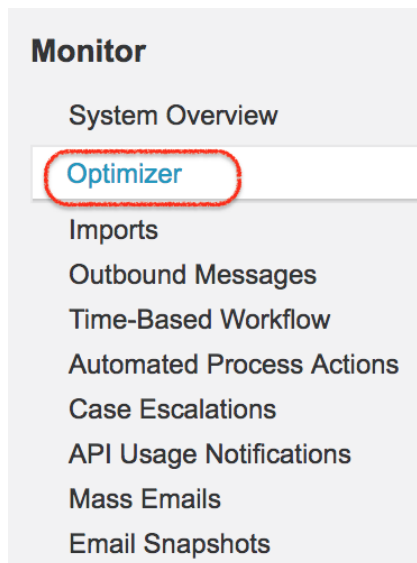 Monitor
System Overview
Optimizer
Imports
Outbound Messages
Time-Based Workflow
Automated Process Actions
Case Escalations
API Usage Notifications
Mass Emails
Email Snapshots